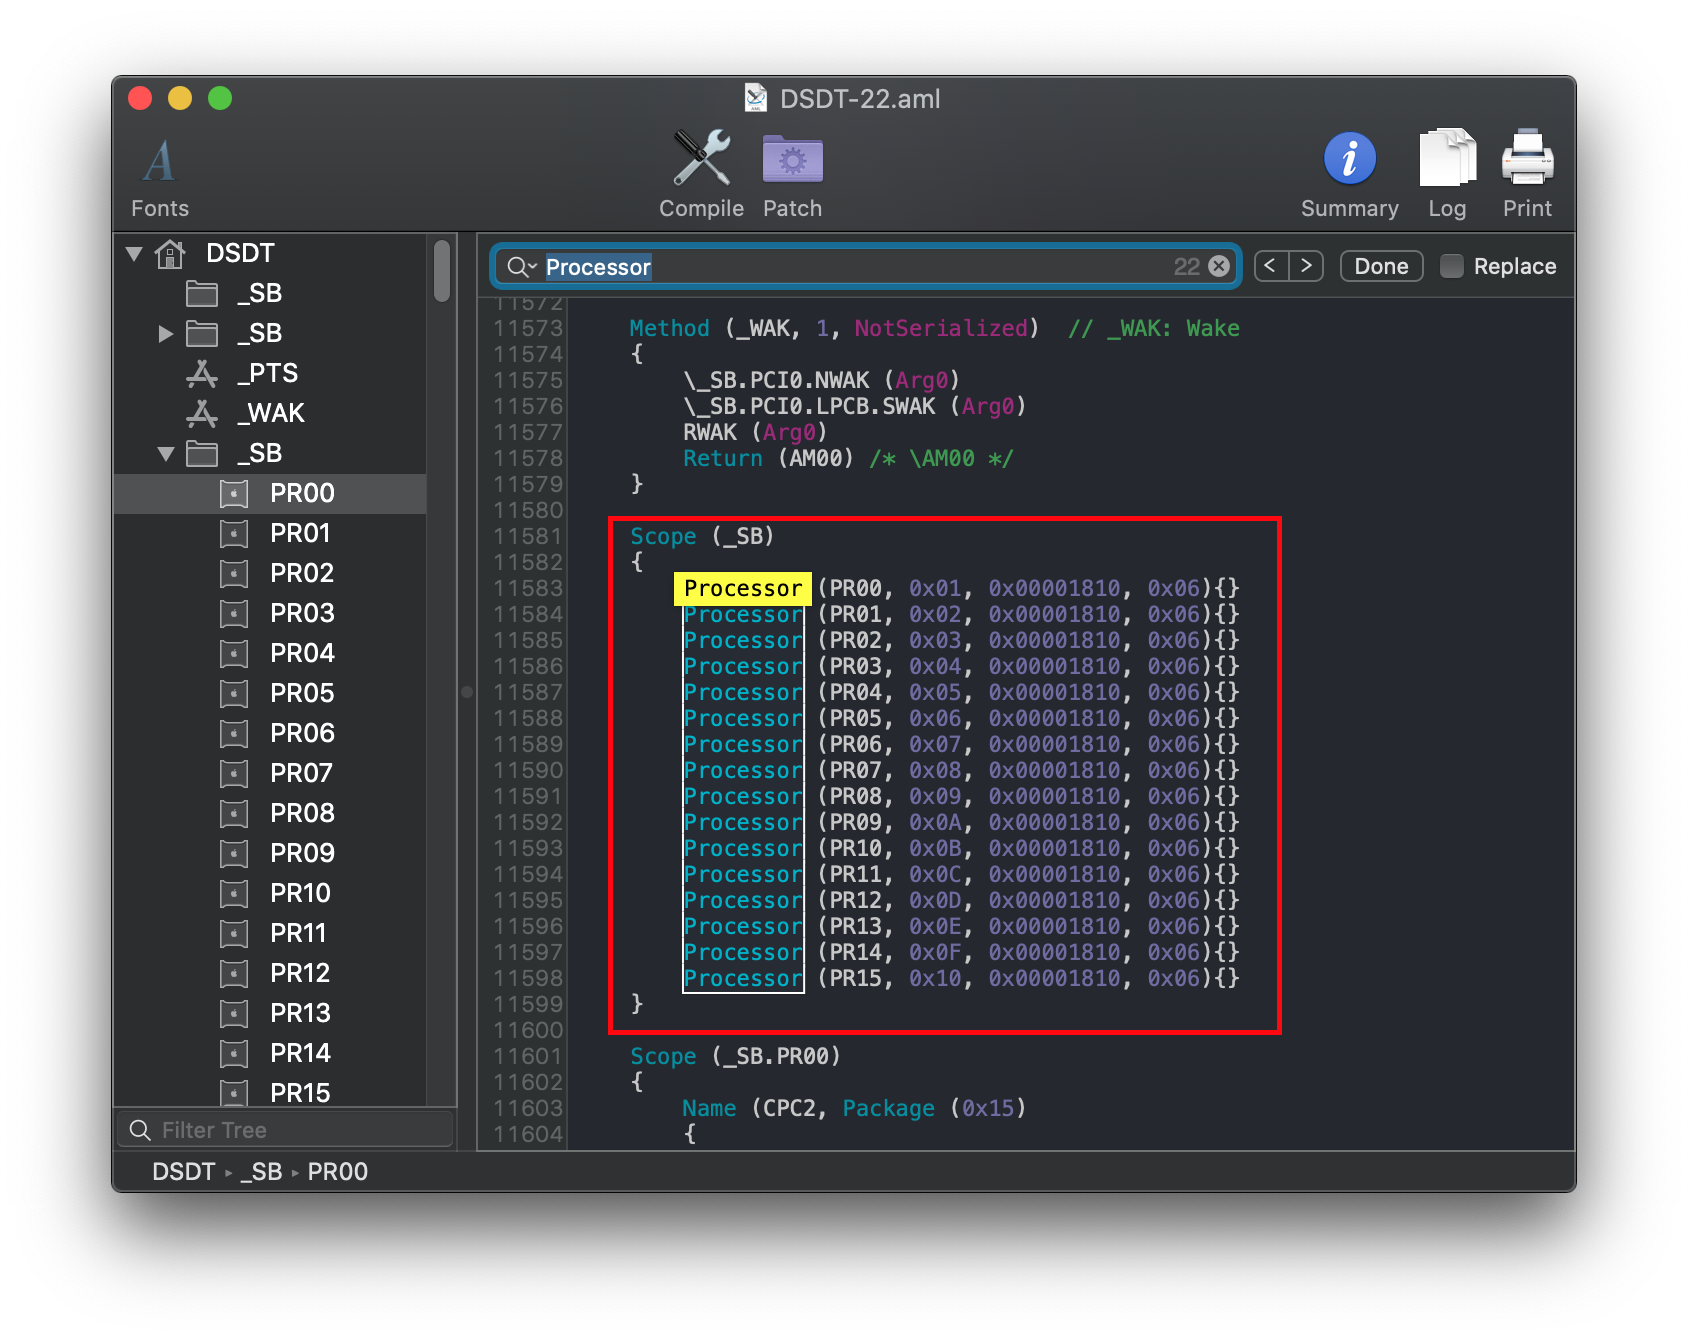 DSDT-22.aml
Fonts
Compile
Patch
Summary
Log
Print
DSDT
_SB
_SB
_PTS
_WAK
_SB
PR00
PR01
PR02
PR03
PR04
PR05
PR06
PR07
PR08
PR09
PR10
PR11
PR12
PR13
PR14
PR15
Filter Tree
Processor 22
Done
Replace
11572
11573 Method (_WAK, 1, NotSerialized) // _WAK: Wake
11574 {
11575 \_SB.PCI0.NWAK (Arg0)
11576 \_SB.PCI0.LPCB.SWAK (Arg0)
11577 RWAK (Arg0)
11578 Return (AM00) /* \AM00 */
11579 }
11580
11581 Scope (_SB)
11582 {
11583 Processor (PR00, 0x01, 0x00001810, 0x06){}
11584 Processor (PR01, 0x02, 0x00001810, 0x06){}
11585 Processor (PR02, 0x03, 0x00001810, 0x06){}
11586 Processor (PR03, 0x04, 0x00001810, 0x06){}
11587 Processor (PR04, 0x05, 0x00001810, 0x06){}
11588 Processor (PR05, 0x06, 0x00001810, 0x06){}
11589 Processor (PR06, 0x07, 0x00001810, 0x06){}
11590 Processor (PR07, 0x08, 0x00001810, 0x06){}
11591 Processor (PR08, 0x09, 0x00001810, 0x06){}
11592 Processor (PR09, 0x0A, 0x00001810, 0x06){}
11593 Processor (PR10, 0x0B, 0x00001810, 0x06){}
11594 Processor (PR11, 0x0C, 0x00001810, 0x06){}
11595 Processor (PR12, 0x0D, 0x00001810, 0x06){}
11596 Processor (PR13, 0x0E, 0x00001810, 0x06){}
11597 Processor (PR14, 0x0F, 0x00001810, 0x06){}
11598 Processor (PR15, 0x10, 0x00001810, 0x06){}
11599 }
11600
11601 Scope (_SB.PR00)
11602 {
11603 Name (CPC2, Package (0x15)
11604 {
DSDT ▸ _SB ▸ PR00